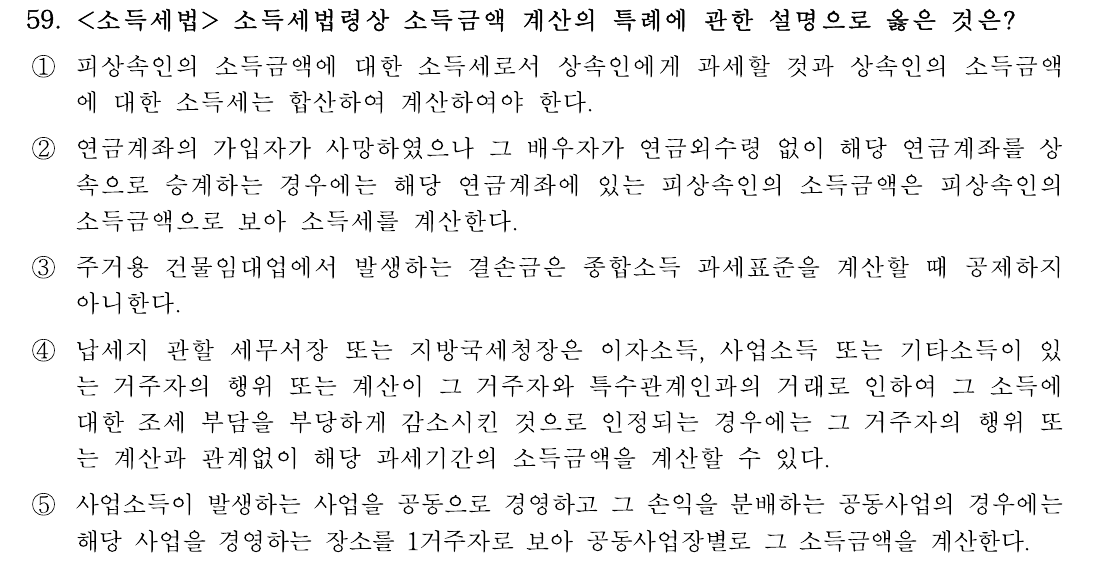 59. <소득세법> 소득세법령상 소득금액 계산의 특례에 관한 설명으로 옳은 것은?
① 피상속인의 소득금액에 대한 소득세로서 상속인에게 과세할 것과 상속인의 소득금액
에 대한 소득세는 합산하여 계산하여야 한다.
② 연금계좌의 가입자가 사망하였으나 그 배우자가 연금외수령 없이 해당 연금계좌를 상
속으로 승계하는 경우에는 해당 연금계좌에 있는 피상속인의 소득금액은 피상속인의
소득금액으로 보아 소득세를 계산한다.
③ 주거용 건물임대업에서 발생하는 결손금은 종합소득 과세표준을 계산할 때 공제하지
아니한다.
④ 납세지 관할 세무서장 또는 지방국세청장은 이자소득, 사업소득 또는 기타소득이 있
는 거주자의 행위 또는 계산이 그 거주자와 특수관계인과의 거래로 인하여 그 소득에
대한 조세 부담을 부당하게 감소시킨 것으로 인정되는 경우에는 그 거주자의 행위 또
는 계산과 관계없이 해당 과세기간의 소득금액을 계산할 수 있다.
⑤ 사업소득이 발생하는 사업을 공동으로 경영하고 그 손익을 분배하는 공동사업의 경우에는
해당 사업을 경영하는 장소를 1거주자로 보아 공동사업장별로 그 소득금액을 계산한다.